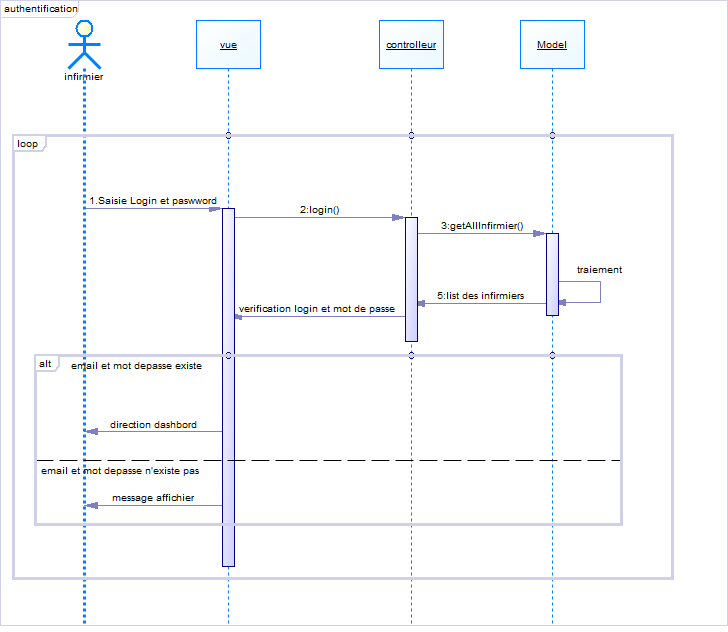 authentification
infirmier
vue
controlleur
Model
loop
1.Saisie Login et paswword
2:login()
3:getAllInfirmier()
traiement
5:list des infirmiers
verification login et mot de passe
alt
email et mot depasse existe
direction dashbord
email et mot depasse n'existe pas
message affichier